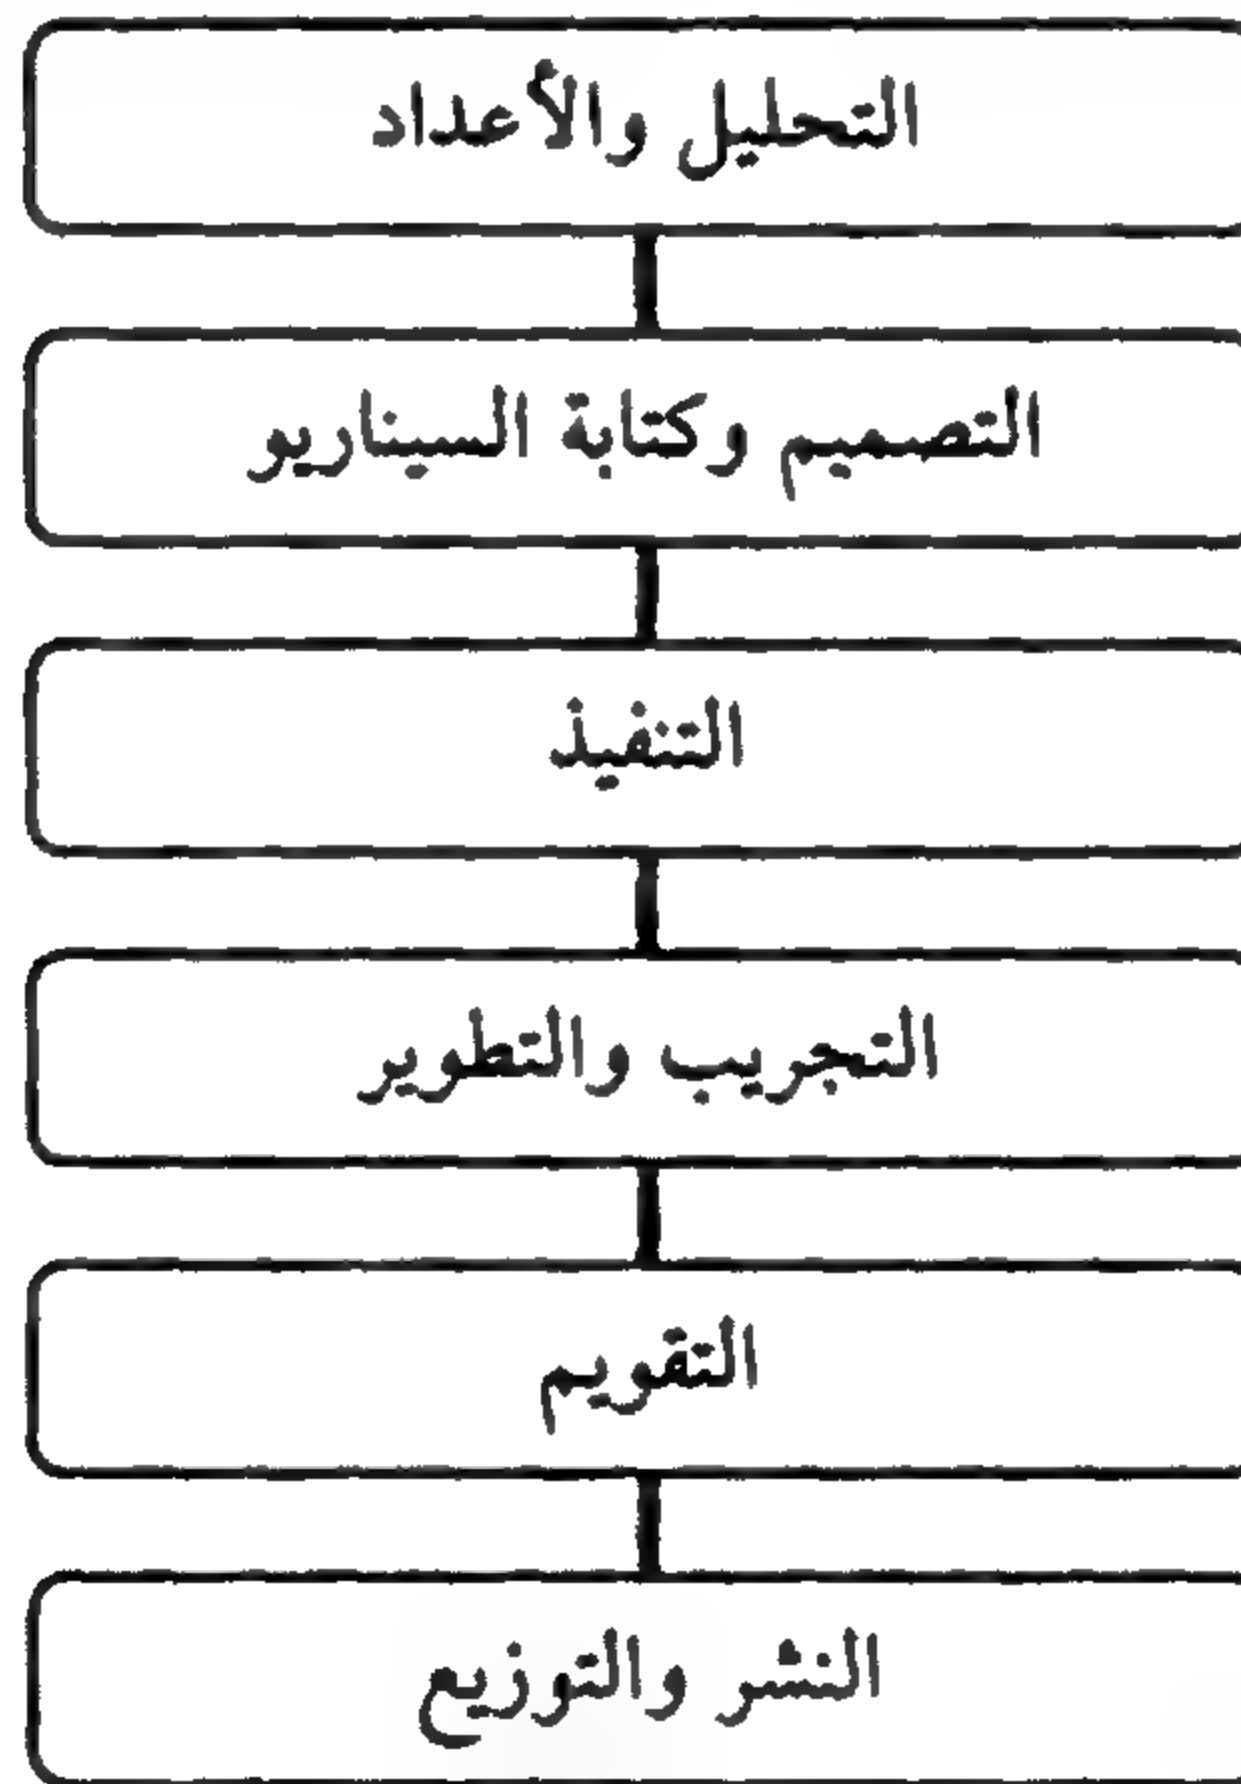 التحليل والأعداد
التصميم وكتابة السيناريو
التنفيذ
التجريب والتطوير
التقويم
النشر والتوزيع